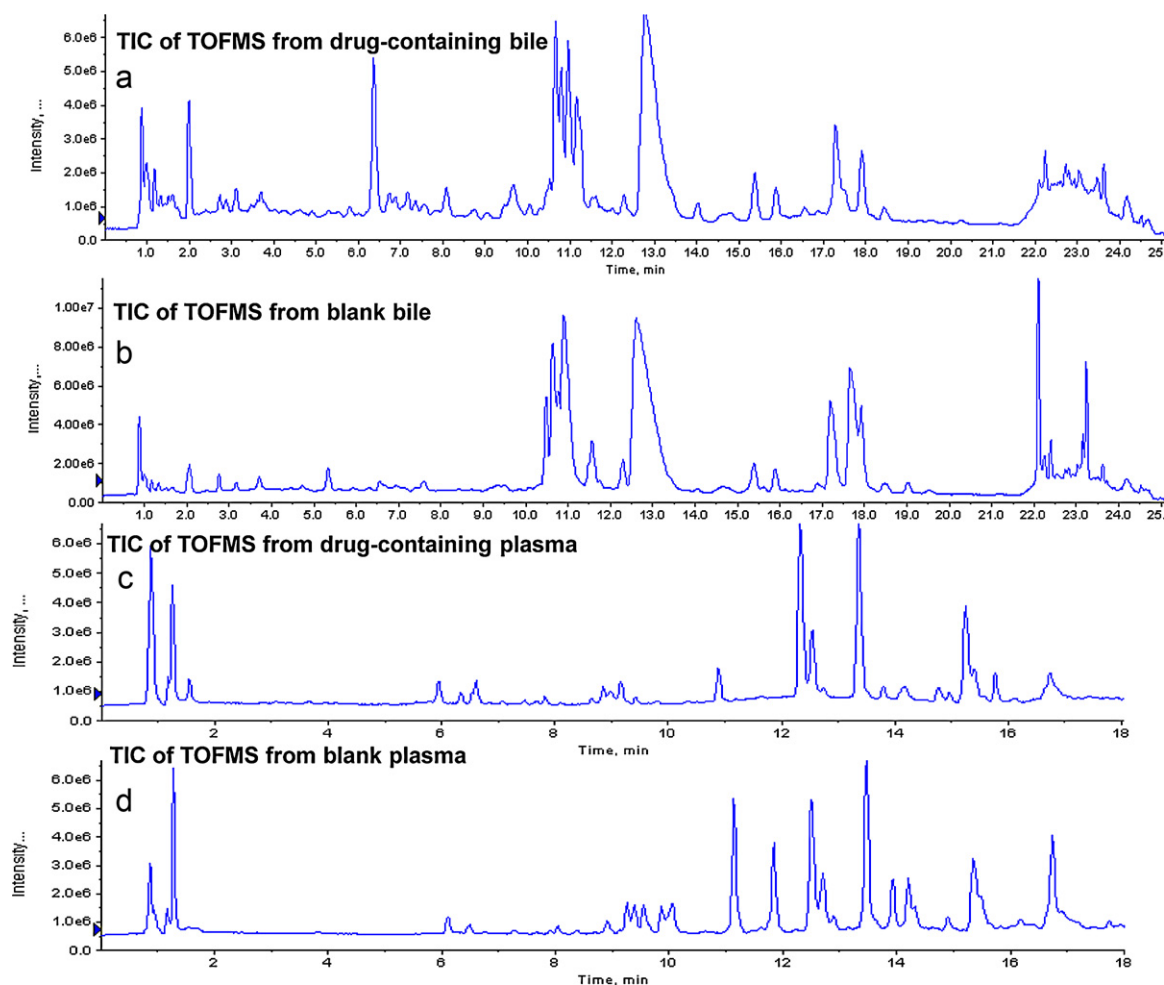 TIC of TOFMS from drug-containing bile
a
Intensity, ...
6.0e6
5.0e6
4.0e6
3.0e6
2.0e6
1.0e6
0.0
1.0 2.0 3.0 4.0 5.0 6.0 7.0 8.0 9.0 10.0 11.0 12.0 13.0 14.0 15.0 16.0 17.0 18.0 19.0 20.0 21.0 22.0 23.0 24.0 25.
Time, min
TIC of TOFMS from blank bile
b
Intensity,...
1.00e7
8.00e6
6.00e6
4.00e6
2.00e6
0.00
1.0 2.0 3.0 4.0 5.0 6.0 7.0 8.0 9.0 10.0 11.0 12.0 13.0 14.0 15.0 16.0 17.0 18.0 19.0 20.0 21.0 22.0 23.0 24.0 25.
Time, min
TIC of TOFMS from drug-containing plasma
c
Intensity, ...
6.0e6
5.0e6
4.0e6
3.0e6
2.0e6
1.0e6
0.0
2 4 6 8 10 12 14 16 18
Time, min
TIC of TOFMS from blank plasma
d
Intensity...
6.0e6
5.0e6
4.0e6
3.0e6
2.0e6
1.0e6
0.0
2 4 6 8 10 12 14 16 18
Time, min